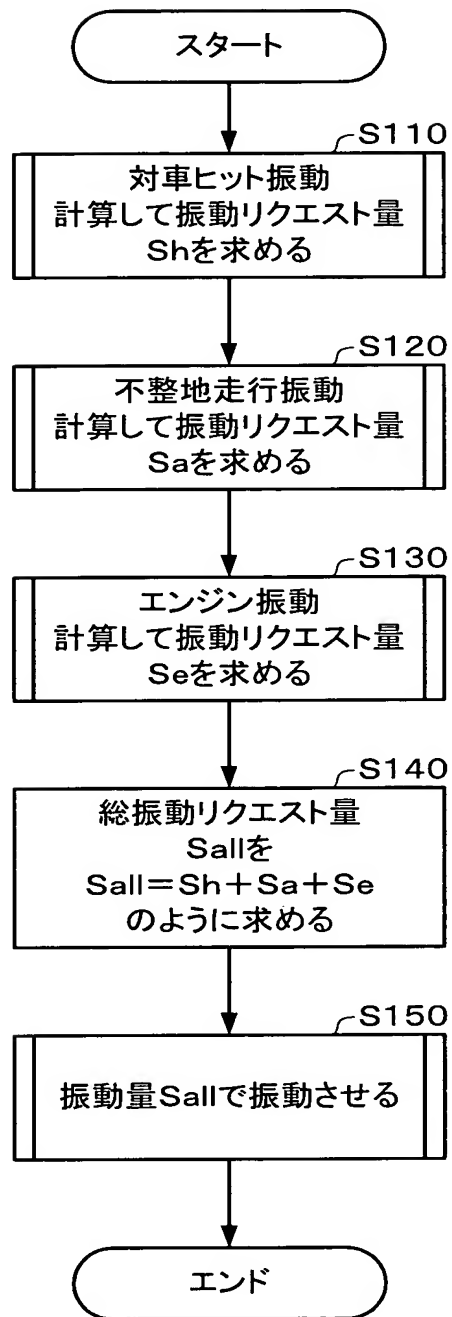 スタート
S110
対車ヒット振動
計算して振動リクエスト量
Shを求める
S120
不整地走行振動
計算して振動リクエスト量
Saを求める
S130
エンジン振動
計算して振動リクエスト量
Seを求める
S140
総振動リクエスト量
Sallを
Sall=Sh+Sa+Se
のように求める
S150
振動量Sallで振動させる
エンド